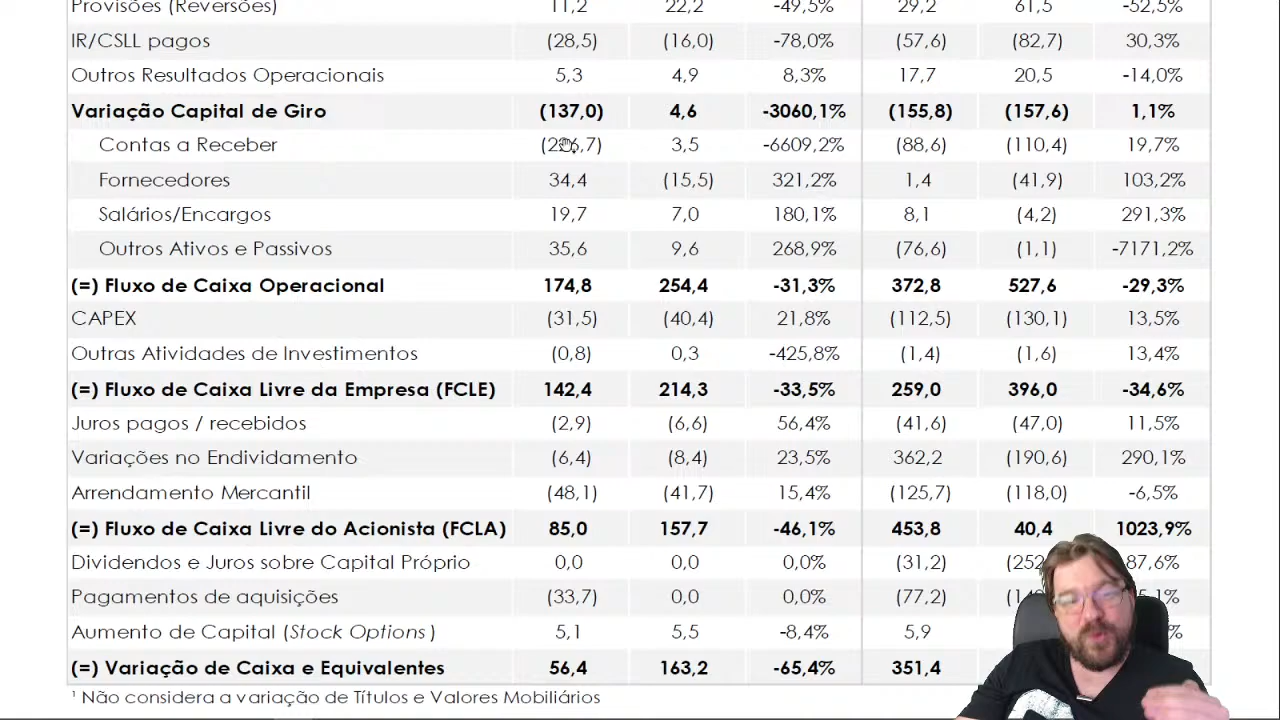 Provisões (Reversões) 11,2 22,2 -49,5% 29,2 61,5 -52,5%
IR/CSLL pagos (28,5) (16,0) -78,0% (57,6) (82,7) 30,3%
Outros Resultados Operacionais 5,3 4,9 8,3% 17,7 20,5 -14,0%
Variação Capital de Giro (137,0) 4,6 -3060,1% (155,8) (157,6) 1,1%
Contas a Receber 3,5 -6609,2% (88,6) (110,4) 19,7%
Fornecedores 34,4 (15,5) 321,2% 1,4 (41,9) 103,2%
Salários/Encargos 19,7 7,0 180,1% 8,1 (4,2) 291,3%
Outros Ativos e Passivos 35,6 9,6 268,9% (76,6) (1,1) -7171,2%
(=) Fluxo de Caixa Operacional 174,8 254,4 -31,3% 372,8 527,6 -29,3%
CAPEX (31,5) (40,4) 21,8% (112,5) (130,1) 13,5%
Outras Atividades de Investimentos (0,8) 0,3 -425,8% (1,4) (1,6) 13,4%
(=) Fluxo de Caixa Livre da Empresa (FCLE) 142,4 214,3 -33,5% 259,0 396,0 -34,6%
Juros pagos / recebidos (2,9) (6,6) 56,4% (41,6) (47,0) 11,5%
Variações no Endividamento (6,4) (8,4) 23,5% 362,2 (190,6) 290,1%
Arrendamento Mercantil (48,1) (41,7) 15,4% (125,7) (118,0) -6,5%
(=) Fluxo de Caixa Livre do Acionista (FCLA) 85,0 157,7 -46,1% 453,8 40,4 1023,9%
Dividendos e Juros sobre Capital Próprio 0,0 0,0 0,0% (31,2) (252 87,6%
Pagamentos de aquisições (33,7) 0,0 0,0% (77,2)
Aumento de Capital (Stock Options) 5,1 5,5 -8,4% 5,9
(=) Variação de Caixa e Equivalentes 56,4 163,2 -65,4% 351,4
¹ Não considera a variação de Títulos e Valores Mobiliários